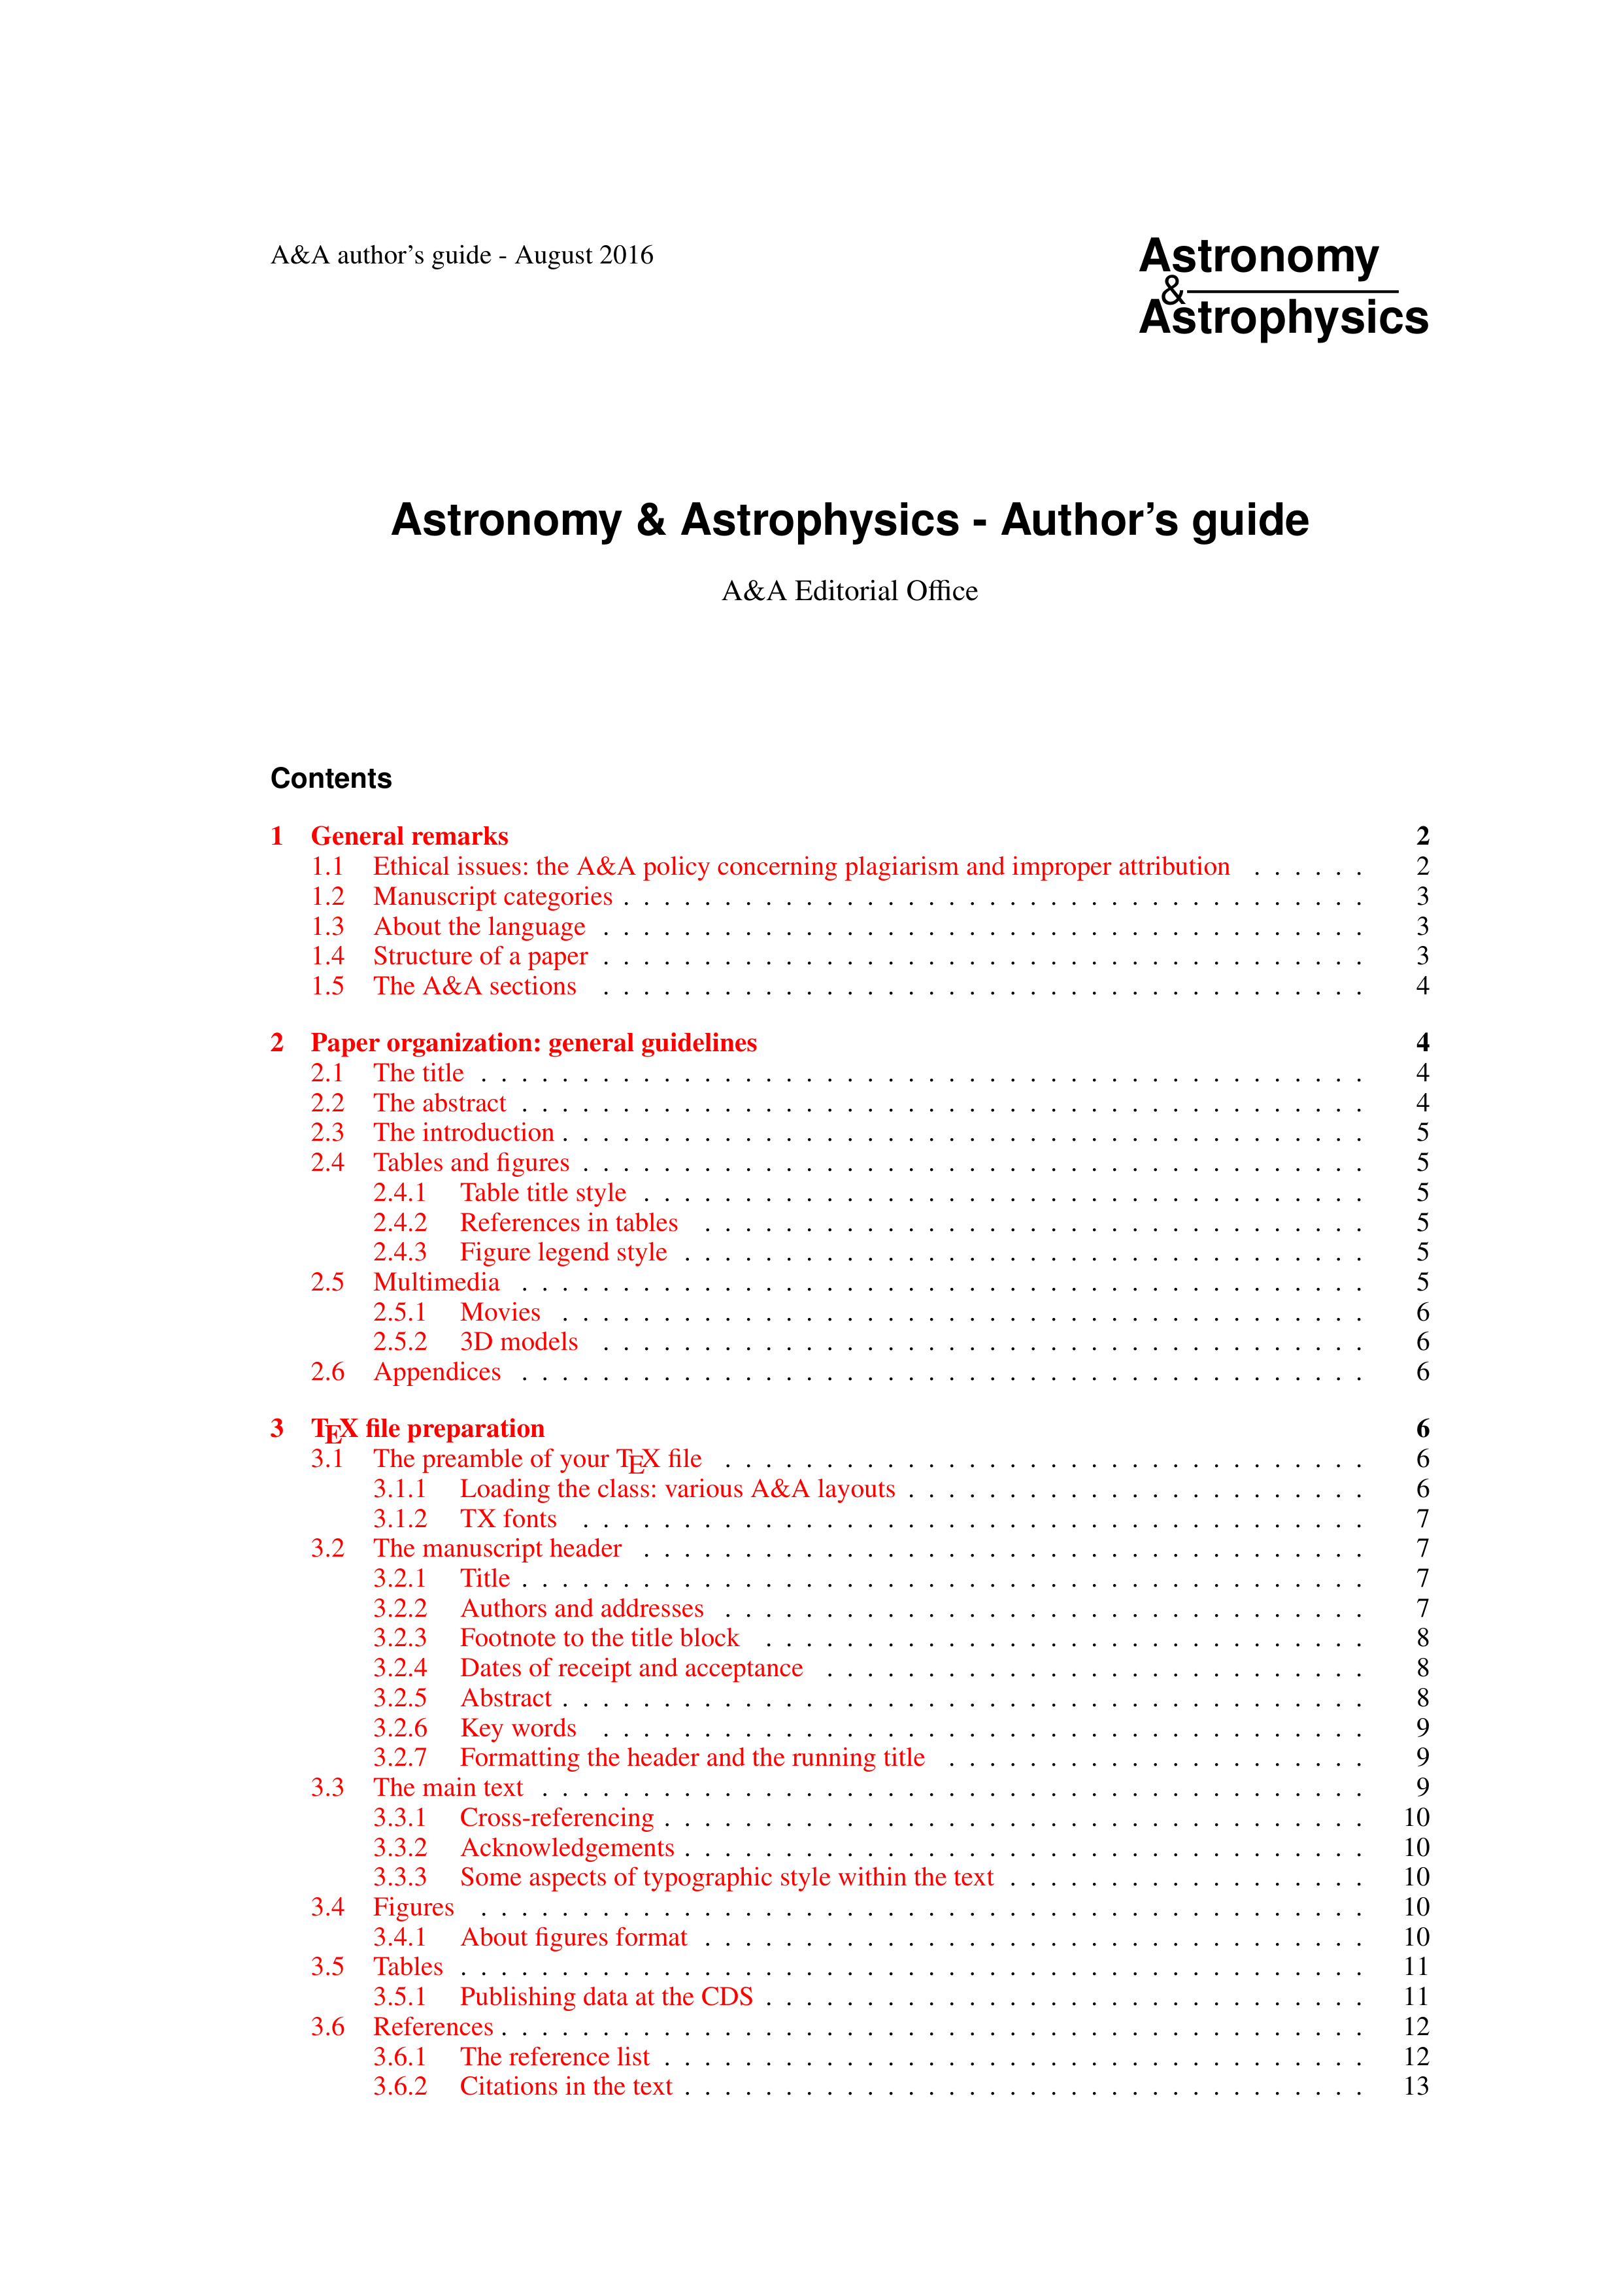 A&A author's guide - August 2016
Astronomy
&
Astrophysics
Astronomy & Astrophysics - Author's guide
A&A Editorial Office
Contents
1 General remarks 2
1.1 Ethical issues: the A&A policy concerning plagiarism and improper attribution . . . . . . 2
1.2 Manuscript categories . . . . . . . . . . . . . . . . . . . . . . . . . . . . . . . . . . . . . 3
1.3 About the language . . . . . . . . . . . . . . . . . . . . . . . . . . . . . . . . . . . . . . 3
1.4 Structure of a paper . . . . . . . . . . . . . . . . . . . . . . . . . . . . . . . . . . . . . . 3
1.5 The A&A sections . . . . . . . . . . . . . . . . . . . . . . . . . . . . . . . . . . . . . . 4
2 Paper organization: general guidelines 4
2.1 The title . . . . . . . . . . . . . . . . . . . . . . . . . . . . . . . . . . . . . . . . . . . . 4
2.2 The abstract . . . . . . . . . . . . . . . . . . . . . . . . . . . . . . . . . . . . . . . . . . 4
2.3 The introduction . . . . . . . . . . . . . . . . . . . . . . . . . . . . . . . . . . . . . . . . 5
2.4 Tables and figures . . . . . . . . . . . . . . . . . . . . . . . . . . . . . . . . . . . . . . . 5
2.4.1 Table title style . . . . . . . . . . . . . . . . . . . . . . . . . . . . . . . . . . . . 5
2.4.2 References in tables . . . . . . . . . . . . . . . . . . . . . . . . . . . . . . . . . 5
2.4.3 Figure legend style . . . . . . . . . . . . . . . . . . . . . . . . . . . . . . . . . . 5
2.5 Multimedia . . . . . . . . . . . . . . . . . . . . . . . . . . . . . . . . . . . . . . . . . . 5
2.5.1 Movies . . . . . . . . . . . . . . . . . . . . . . . . . . . . . . . . . . . . . . . . 6
2.5.2 3D models . . . . . . . . . . . . . . . . . . . . . . . . . . . . . . . . . . . . . . 6
2.6 Appendices . . . . . . . . . . . . . . . . . . . . . . . . . . . . . . . . . . . . . . . . . . 6
3 TEX file preparation 6
3.1 The preamble of your TEX file . . . . . . . . . . . . . . . . . . . . . . . . . . . . . . . . 6
3.1.1 Loading the class: various A&A layouts . . . . . . . . . . . . . . . . . . . . . . . 6
3.1.2 TX fonts . . . . . . . . . . . . . . . . . . . . . . . . . . . . . . . . . . . . . . . 7
3.2 The manuscript header . . . . . . . . . . . . . . . . . . . . . . . . . . . . . . . . . . . . 7
3.2.1 Title . . . . . . . . . . . . . . . . . . . . . . . . . . . . . . . . . . . . . . . . . . 7
3.2.2 Authors and addresses . . . . . . . . . . . . . . . . . . . . . . . . . . . . . . . . 7
3.2.3 Footnote to the title block . . . . . . . . . . . . . . . . . . . . . . . . . . . . . . 8
3.2.4 Dates of receipt and acceptance . . . . . . . . . . . . . . . . . . . . . . . . . . . 8
3.2.5 Abstract . . . . . . . . . . . . . . . . . . . . . . . . . . . . . . . . . . . . . . . . 8
3.2.6 Key words . . . . . . . . . . . . . . . . . . . . . . . . . . . . . . . . . . . . . . 9
3.2.7 Formatting the header and the running title . . . . . . . . . . . . . . . . . . . . . 9
3.3 The main text . . . . . . . . . . . . . . . . . . . . . . . . . . . . . . . . . . . . . . . . . 9
3.3.1 Cross-referencing . . . . . . . . . . . . . . . . . . . . . . . . . . . . . . . . . . . 10
3.3.2 Acknowledgements . . . . . . . . . . . . . . . . . . . . . . . . . . . . . . . . . . 10
3.3.3 Some aspects of typographic style within the text . . . . . . . . . . . . . . . . . . 10
3.4 Figures . . . . . . . . . . . . . . . . . . . . . . . . . . . . . . . . . . . . . . . . . . . . 10
3.4.1 About figures format . . . . . . . . . . . . . . . . . . . . . . . . . . . . . . . . . 10
3.5 Tables . . . . . . . . . . . . . . . . . . . . . . . . . . . . . . . . . . . . . . . . . . . . . 11
3.5.1 Publishing data at the CDS . . . . . . . . . . . . . . . . . . . . . . . . . . . . . . 11
3.6 References . . . . . . . . . . . . . . . . . . . . . . . . . . . . . . . . . . . . . . . . . . . 12
3.6.1 The reference list . . . . . . . . . . . . . . . . . . . . . . . . . . . . . . . . . . . 12
3.6.2 Citations in the text . . . . . . . . . . . . . . . . . . . . . . . . . . . . . . . . . . 13